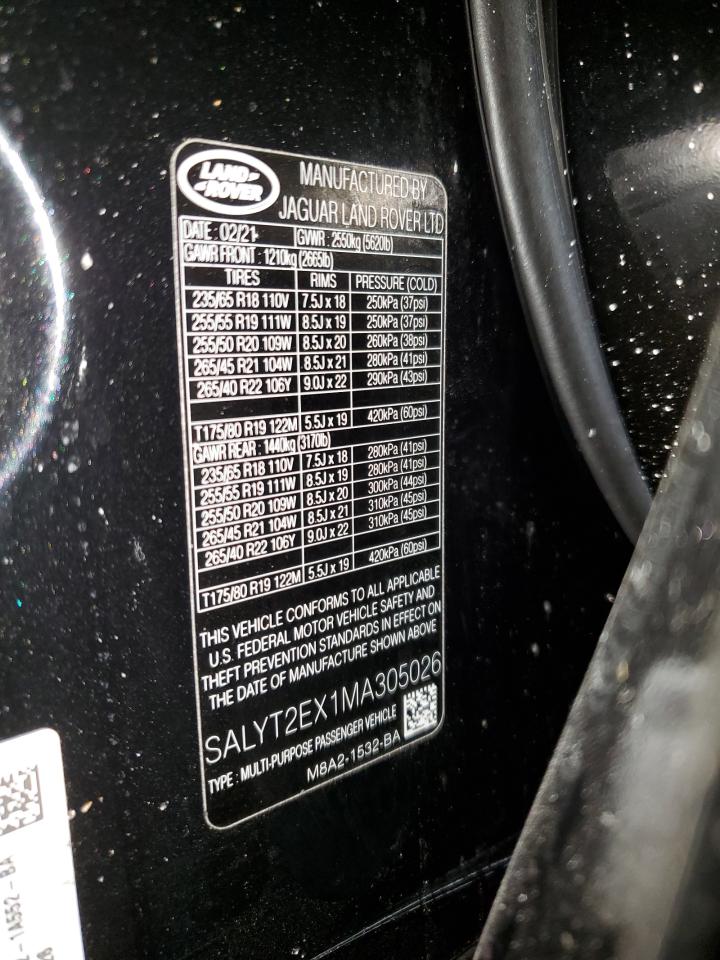 LAND ROVER
MANUFACTURED BY
JAGUAR LAND ROVER LTD
DATE : 02/21 GVWR : 2550kg (5620lb)
GAWR FRONT : 1210kg (2665lb)
TIRES RIMS PRESSURE (COLD)
235/65 R18 110V 7.5J x 18 250kPa (37psi)
255/55 R19 111W 8.5J x 19 250kPa (37psi)
255/50 R20 109W 8.5J x 20 260kPa (38psi)
265/45 R21 104W 8.5J x 21 280kPa (41psi)
265/40 R22 106Y 9.0J x 22 290kPa (43psi)
T175/80 R19 122M 5.5J x 19 420kPa (60psi)
GAWR REAR : 1440kg (3170lb)
235/65 R18 110V 7.5J x 18 280kPa (41psi)
255/55 R19 111W 8.5J x 19 280kPa (41psi)
255/50 R20 109W 8.5J x 20 300kPa (44psi)
265/45 R21 104W 8.5J x 21 310kPa (45psi)
265/40 R22 106Y 9.0J x 22 310kPa (45psi)
T175/80 R19 122M 5.5J x 19 420kPa (60psi)
THIS VEHICLE CONFORMS TO ALL APPLICABLE
U.S. FEDERAL MOTOR VEHICLE SAFETY AND
THEFT PREVENTION STANDARDS IN EFFECT ON
THE DATE OF MANUFACTURE SHOWN ABOVE
SALYT2EX1MA305026
TYPE : MULTI-PURPOSE PASSENGER VEHICLE
M8A2-1532-BA
-1A552-BA